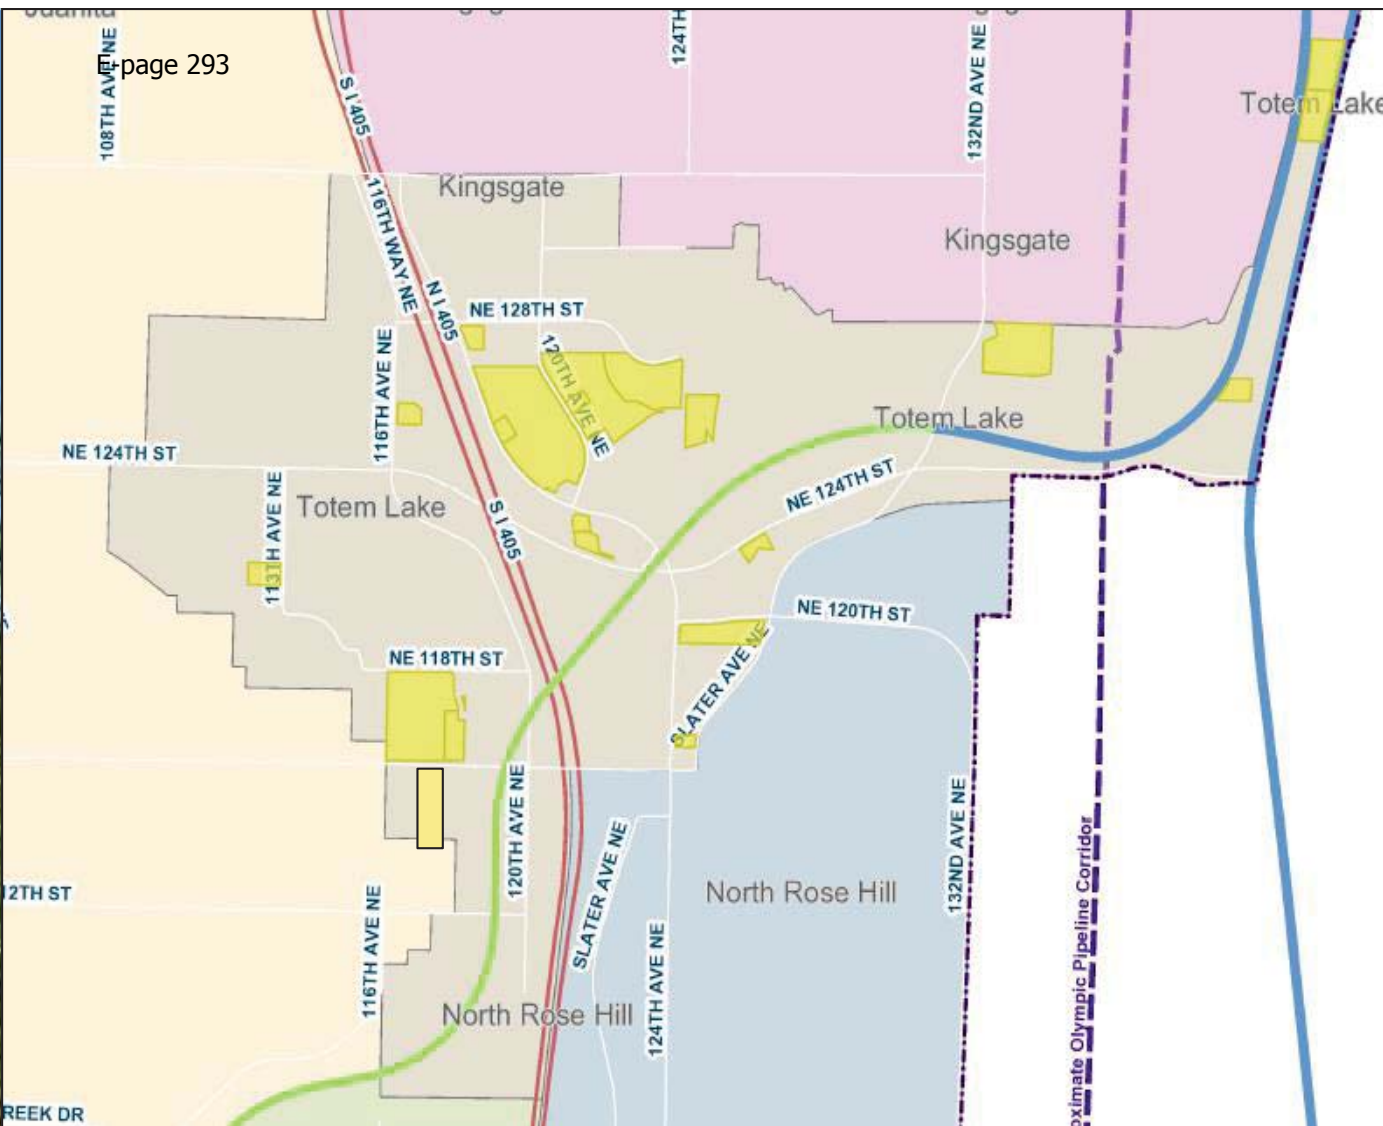 Juanita
E-page 293
108TH AVE NE
S I 405
124TH
132ND AVE NE
Totem Lake
Kingsgate
116TH WAY NE
Kingsgate
N I 405
NE 128TH ST
116TH AVE NE
120TH AVE NE
Totem Lake
NE 124TH ST
NE 124TH ST
113TH AVE NE
Totem Lake
S I 405
NE 120TH ST
NE 118TH ST
SLATER AVE NE
120TH AVE NE
132ND AVE NE
SLATER AVE NE
12TH ST
North Rose Hill
116TH AVE NE
124TH AVE NE
oximate Olympic Pipeline Corridor
North Rose Hill
REEK DR